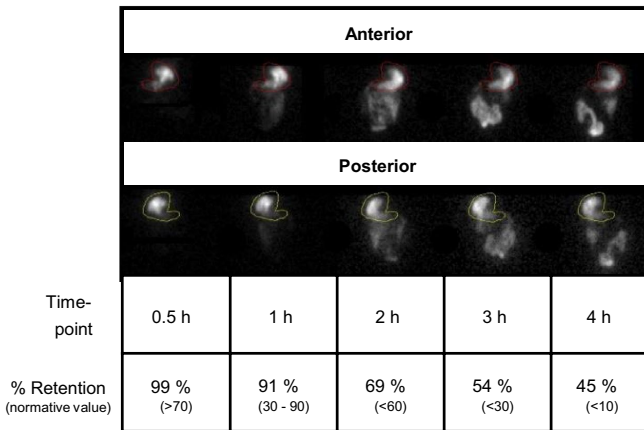 Anterior
Posterior
Time-
point
0.5 h 1 h 2 h 3 h 4 h
% Retention 99 % 91 % 69 % 54 % 45 %
(normative value) (>70) (30 - 90) (<60) (<30) (<10)